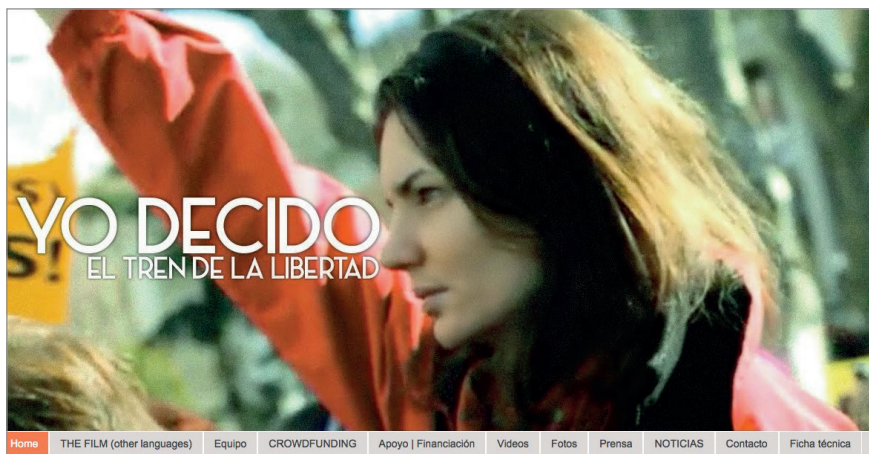 S)
S!
YO DECIDO
EL TREN DE LA LIBERTAD
Home THE FILM (other languages) Equipo CROWDFUNDING Apoyo | Financiación Videos Fotos Prensa NOTICIAS Contacto Ficha técnica